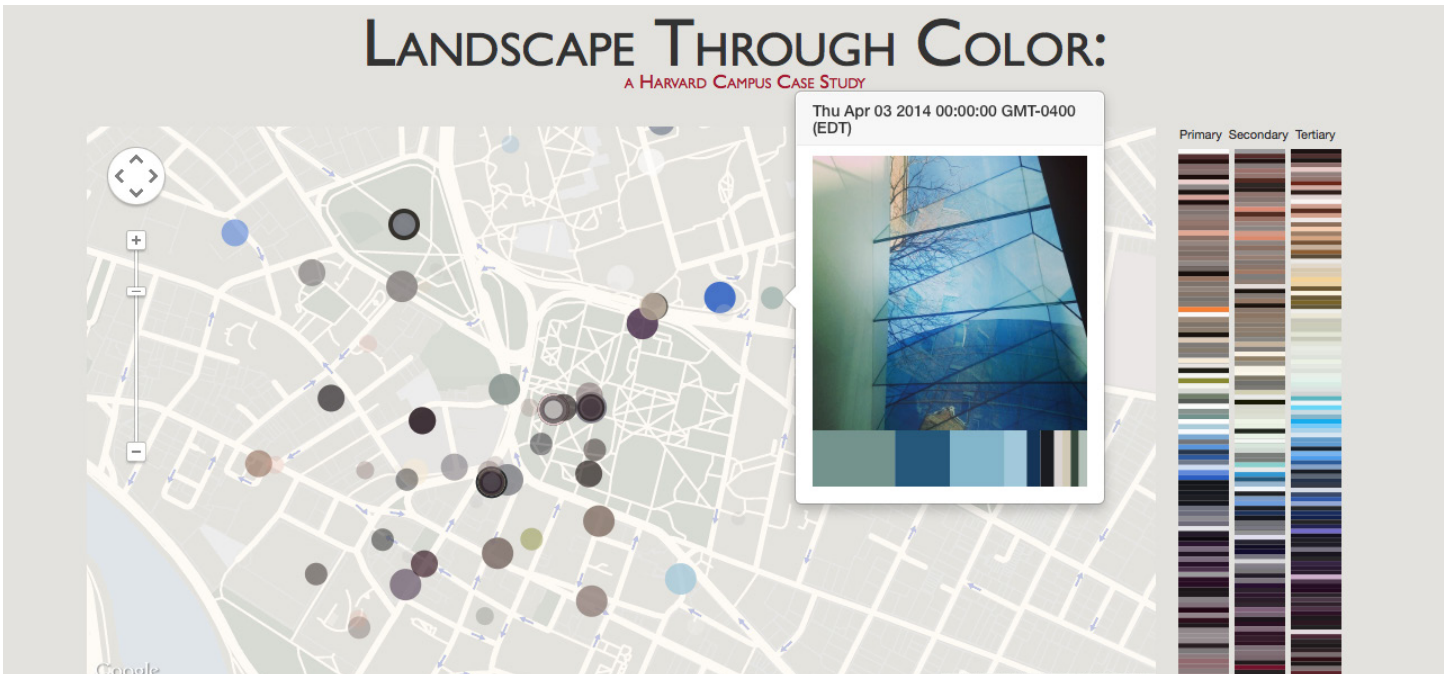 LANDSCAPE THROUGH COLOR:
A HARVARD CAMPUS CASE STUDY
Thu Apr 03 2014 00:00:00 GMT-0400
(EDT)
Primary Secondary Tertiary
Google